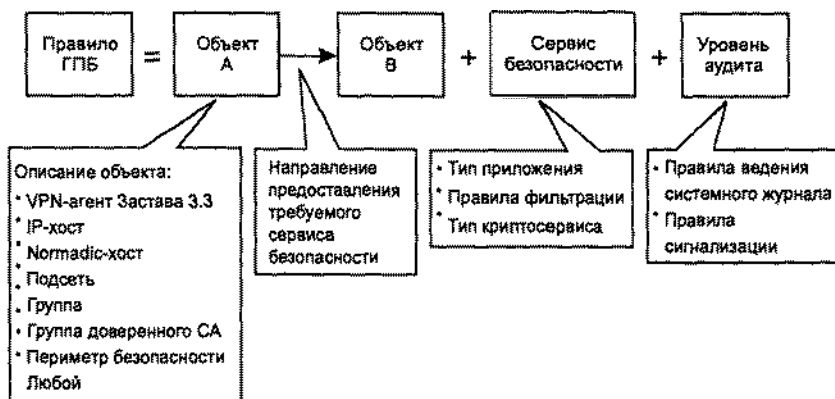 Правило ГПБ
=
Объект А
Объект В
+
Сервис безопасности
+
Уровень аудита
Описание объекта:
• VPN-агент Застава 3.3
• IP-хост
• Normadic-хост
• Подсеть
• Группа
• Группа доверенного СА
• Периметр безопасности
Любой
Направление
предоставления
требуемого
сервиса
безопасности
• Тип приложения
• Правила фильтрации
• Тип криптосервиса
• Правила ведения
системного журнала
• Правила
сигнализации